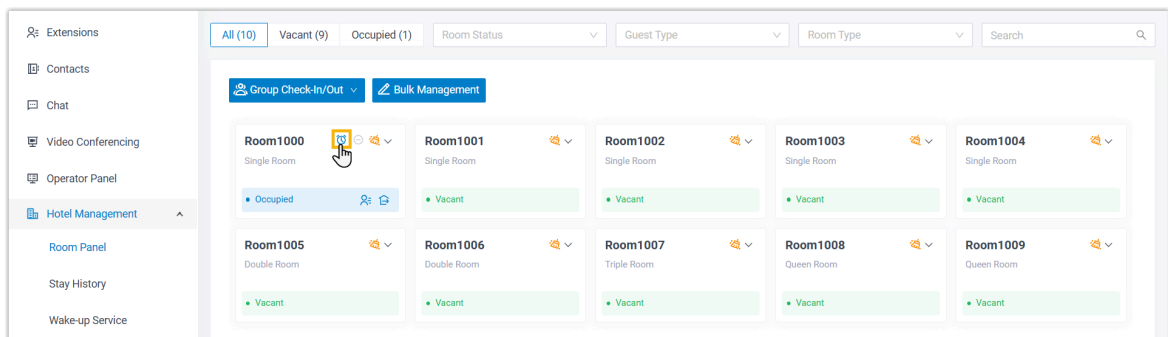 Extensions
Contacts
Chat
Video Conferencing
Operator Panel
Hotel Management
Room Panel
Stay History
Wake-up Service
All (10) Vacant (9) Occupied (1) Room Status Guest Type Room Type Search
Group Check-In/Out Bulk Management
Room1000 Room1001 Room1002 Room1003 Room1004
Single Room Single Room Single Room Single Room Single Room
Occupied Vacant Vacant Vacant Vacant
Room1005 Room1006 Room1007 Room1008 Room1009
Double Room Double Room Triple Room Queen Room Queen Room
Vacant Vacant Vacant Vacant Vacant